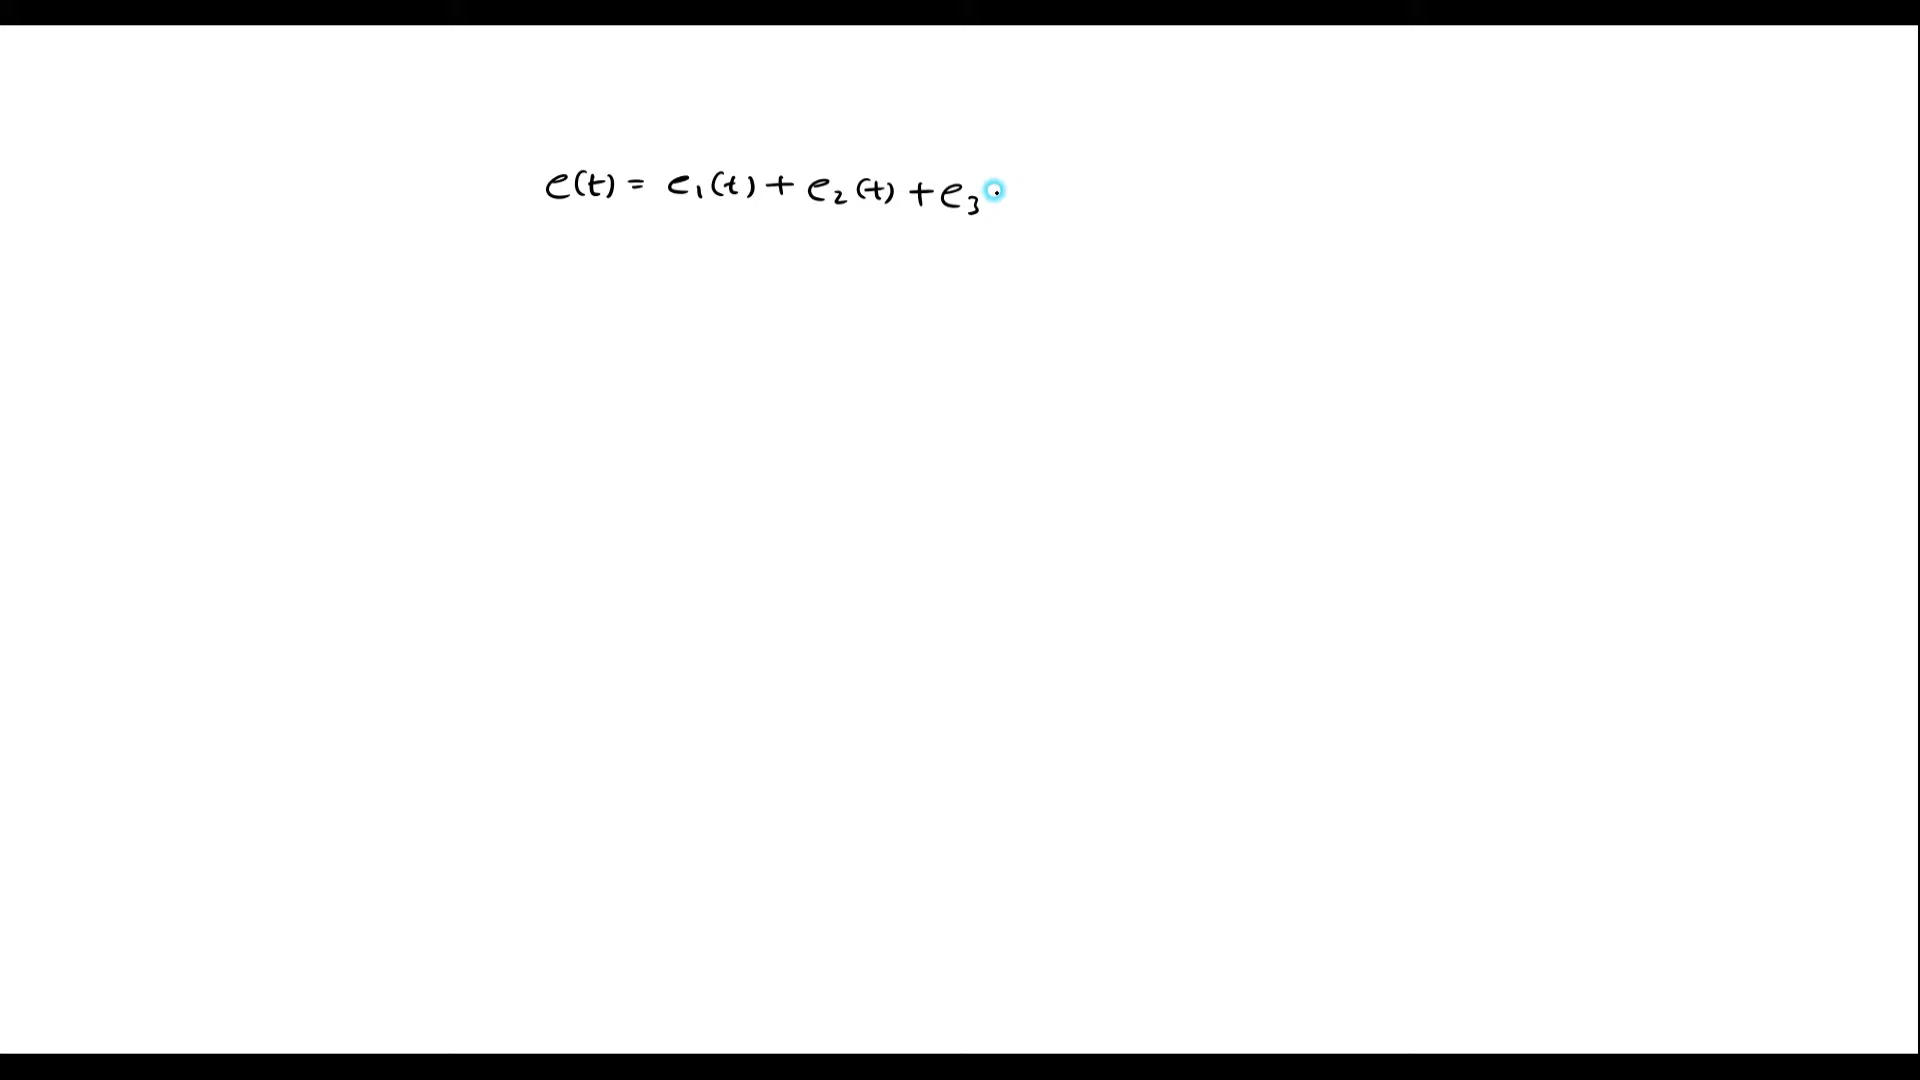 e(t) = e₁(t) + e₂(t) + e₃